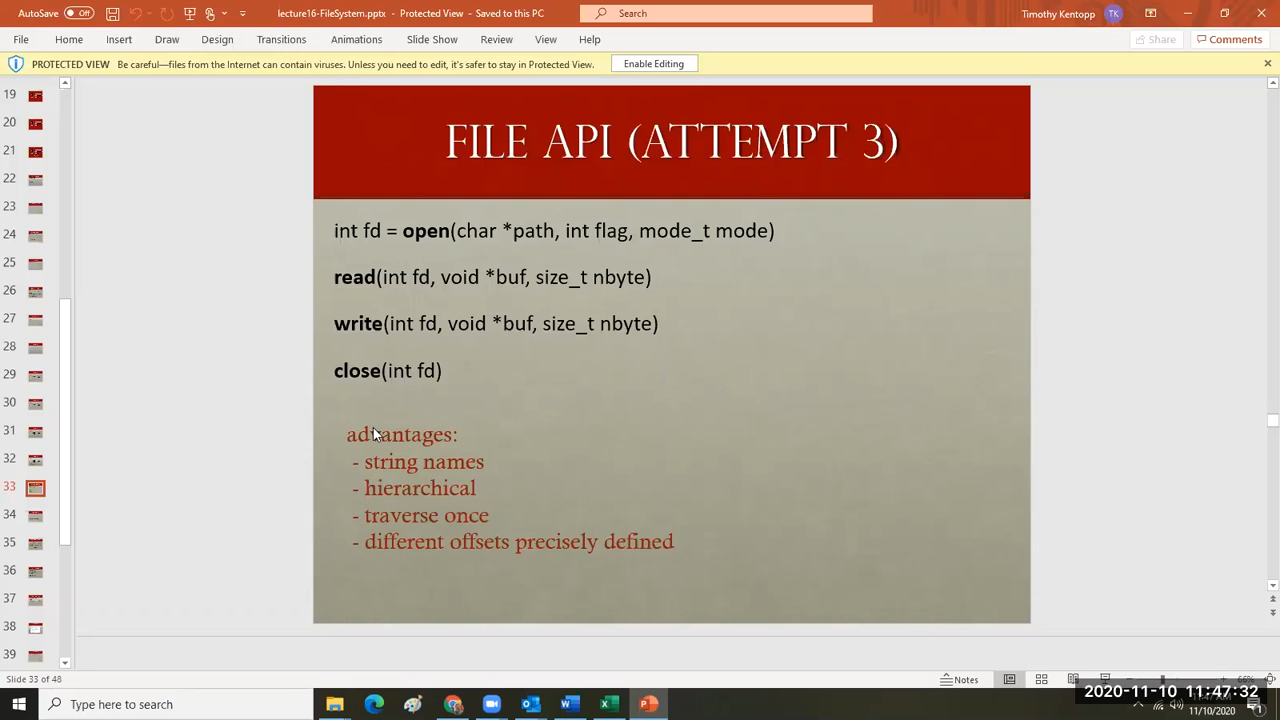 AutoSave Off lecture16-FileSystem.pptx - Protected View - Saved to this PC Search Timothy Kentopp TK
File Home Insert Draw Design Transitions Animations Slide Show Review View Help Share Comments
PROTECTED VIEW Be careful—files from the Internet can contain viruses. Unless you need to edit, it's safer to stay in Protected View. Enable Editing
19
20
21
22
23
24
25
26
27
28
29
30
31
32
33
34
35
36
37
38
39
FILE API (ATTEMPT 3)
int fd = open(char *path, int flag, mode_t mode)
read(int fd, void *buf, size_t nbyte)
write(int fd, void *buf, size_t nbyte)
close(int fd)
advantages:
- string names
- hierarchical
- traverse once
- different offsets precisely defined
Slide 33 of 48 Notes
2020-11-10 11:47:32
Type here to search
11/10/2020